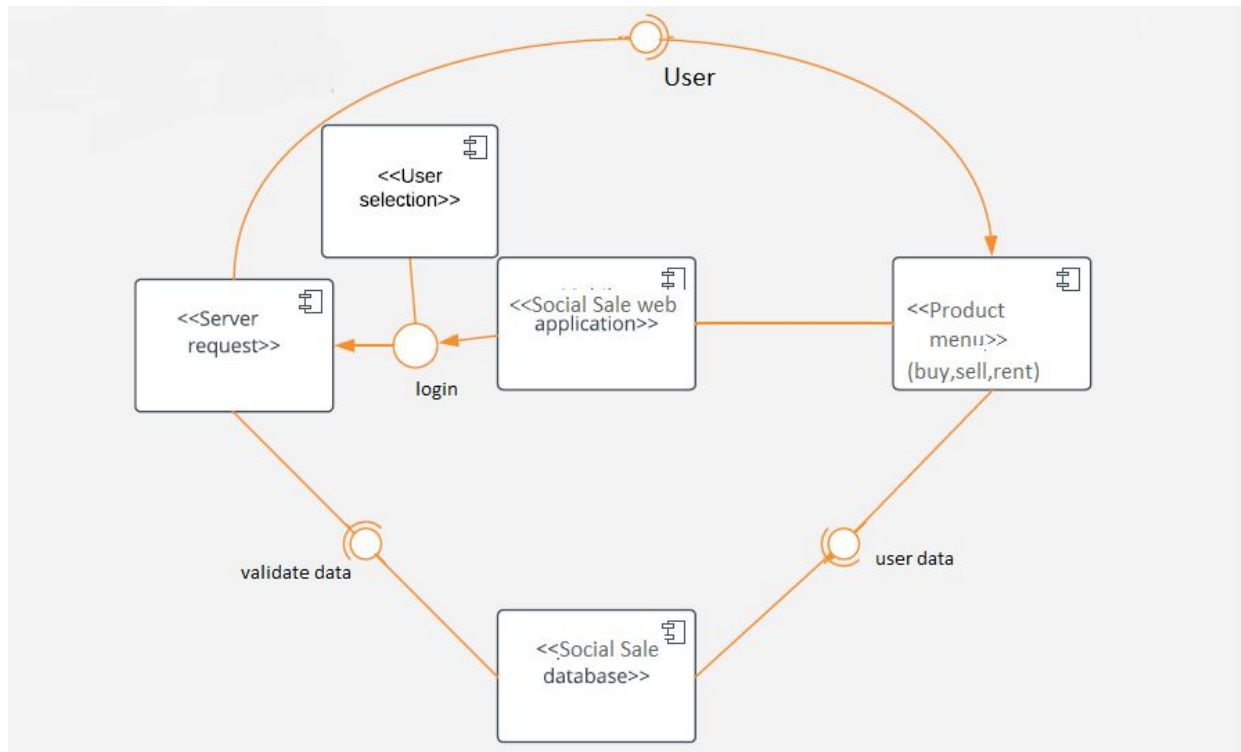 User
<<User
selection>>
<<Server
request>>
<<Social Sale web
application>>
<<Product
menu>>
(buy,sell,rent)
login
validate data
user data
<<Social Sale
database>>